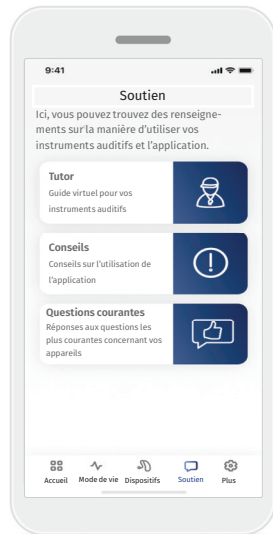 9:41
Soutien
Ici, vous pouvez trouvez des renseigne-
ments sur la manière d'utiliser vos
instruments auditifs et l'application.
Tutor
Guide virtuel pour vos
instruments auditifs
Conseils
Conseils sur l'utilisation de
l'application
Questions courantes
Réponses aux questions les
plus courantes concernant vos
appareils
Accueil Mode de vie Dispositifs Soutien Plus